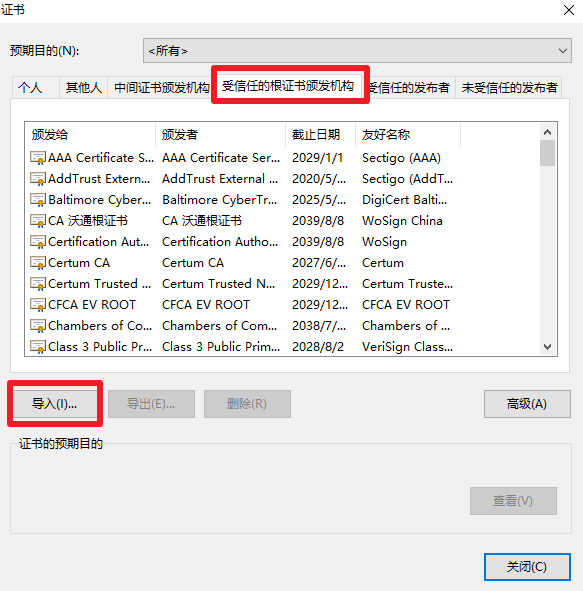 证书
预期目的(N):
<所有>
个人 其他人 中间证书颁发机构 受信任的根证书颁发机构 受信任的发布者 未受信任的发布者
颁发给 颁发者 截止日期 友好名称
AAA Certificate S... AAA Certificate Ser... 2029/1/1 Sectigo (AAA)
AddTrust Extern... AddTrust External ... 2020/5/... Sectigo (AddT...
Baltimore Cyber... Baltimore CyberTr... 2025/5/... DigiCert Balti...
CA 沃通根证书 CA 沃通根证书 2039/8/8 WoSign China
Certification Aut... Certification Autho... 2039/8/8 WoSign
Certum CA Certum CA 2027/6/... Certum
Certum Trusted ... Certum Trusted N... 2029/12... Certum Truste...
CFCA EV ROOT CFCA EV ROOT 2029/12... CFCA EV ROOT
Chambers of Co... Chambers of Com... 2038/7/... Chambers of ...
Class 3 Public Pr... Class 3 Public Prim... 2028/8/2 VeriSign Class...
导入(I)... 导出(E)... 删除(R) 高级(A)
证书的预期目的
查看(V)
关闭(C)